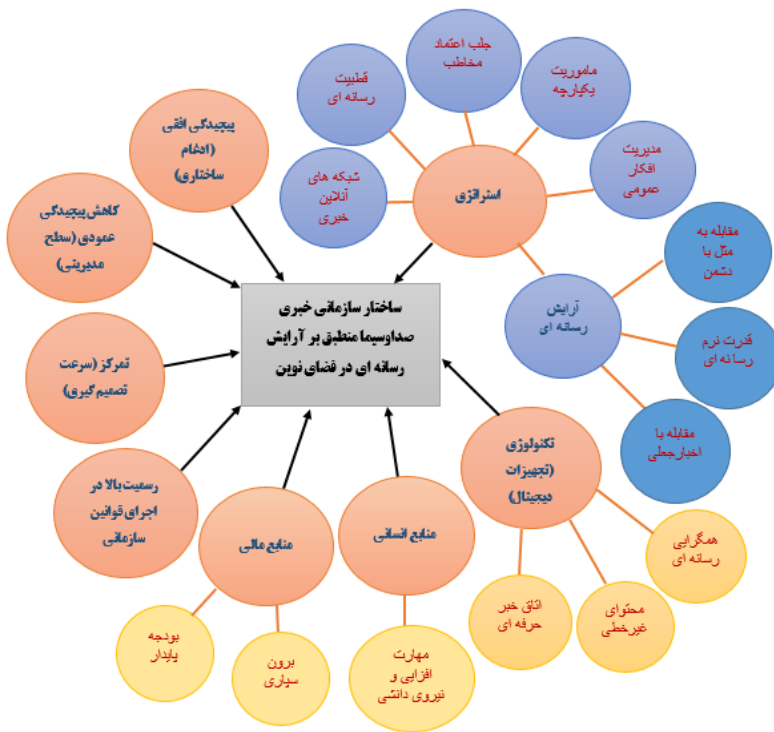 جلب اعتماد
مخاطب
قطبیت
رسانه ای
ماموریت
یکپارچه
مدیریت
افکار
عمومی
شبکه های
آنلاین
خبری
استراتژی
پیچیدگی افقی
(ادغام
ساختاری)
کاهش پیچیدگی
عمودی (سطح
مدیریتی)
تمرکز (سرعت
تصمیم گیری)
رسمیت بالا در
اجرای قوانین
سازمانی
ساختار سازمانی خبری
صداوسیما منطبق بر آرایش
رسانه ای در فضای نوین
آرایش
رسانه ای
مقابله به
مثل با
دشمن
قدرت نرم
رسانه ای
مقابله با
اخبارجعلی
تکنولوژی
(تجهیزات
دیجیتال)
همگرایی
رسانه ای
محتوای
غیرخطی
اتاق خبر
حرفه ای
منابع انسانی
مهارت
افزایی و
نیروی دانشی
منابع مالی
برون
سپاری
بودجه
پایدار